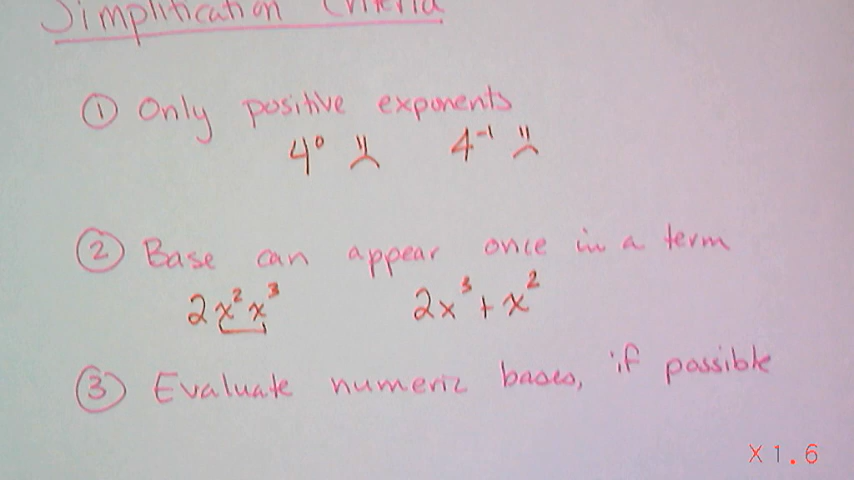 Simplification Criteria
① Only positive exponents
4⁰ 4⁻¹
② Base can appear once in a term
2x²x³ 2x³+x²
③ Evaluate numeric bases, if possible
X1.6